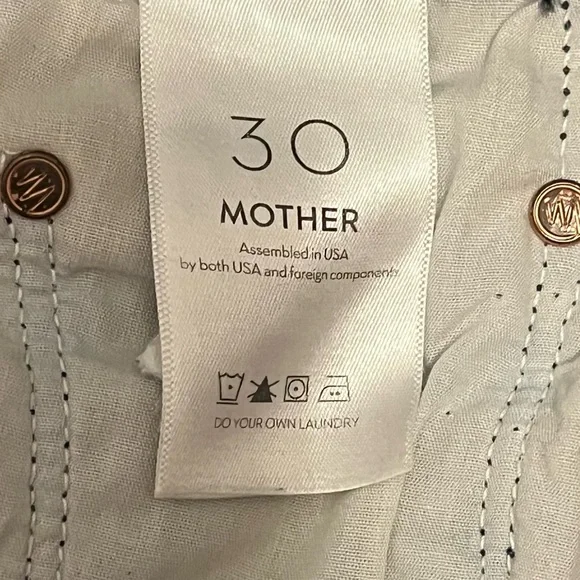 30
MOTHER
Assembled in USA
by both USA and foreign components
DO YOUR OWN LAUNDRY